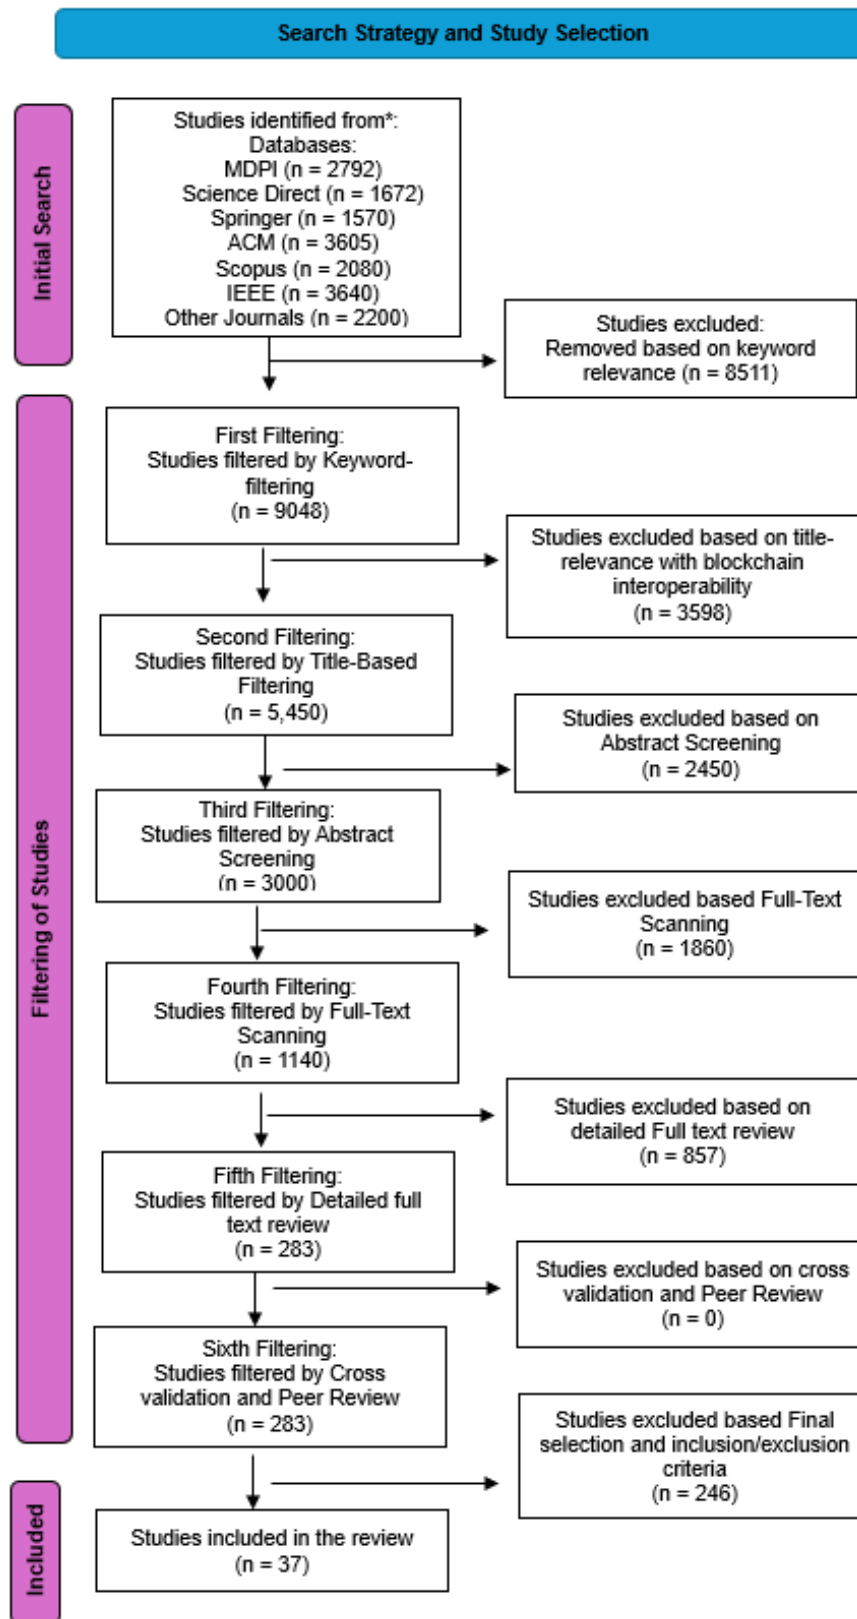 Search Strategy and Study Selection
Initial Search
Studies identified from*:
Databases:
MDPI (n = 2792)
Science Direct (n = 1672)
Springer (n = 1570)
ACM (n = 3605)
Scopus (n = 2080)
IEEE (n = 3640)
Other Journals (n = 2200)
Studies excluded:
Removed based on keyword
relevance (n = 8511)
Filtering of Studies
First Filtering:
Studies filtered by Keyword-
filtering
(n = 9048)
Studies excluded based on title-
relevance with blockchain
interoperability
(n = 3598)
Second Filtering:
Studies filtered by Title-Based
Filtering
(n = 5,450)
Studies excluded based on
Abstract Screening
(n = 2450)
Third Filtering:
Studies filtered by Abstract
Screening
(n = 3000)
Studies excluded based Full-Text
Scanning
(n = 1860)
Fourth Filtering:
Studies filtered by Full-Text
Scanning
(n = 1140)
Studies excluded based on
detailed Full text review
(n = 857)
Fifth Filtering:
Studies filtered by Detailed full
text review
(n = 283)
Studies excluded based on cross
validation and Peer Review
(n = 0)
Sixth Filtering:
Studies filtered by Cross
validation and Peer Review
(n = 283)
Studies excluded based Final
selection and inclusion/exclusion
criteria
(n = 246)
Included
Studies included in the review
(n = 37)